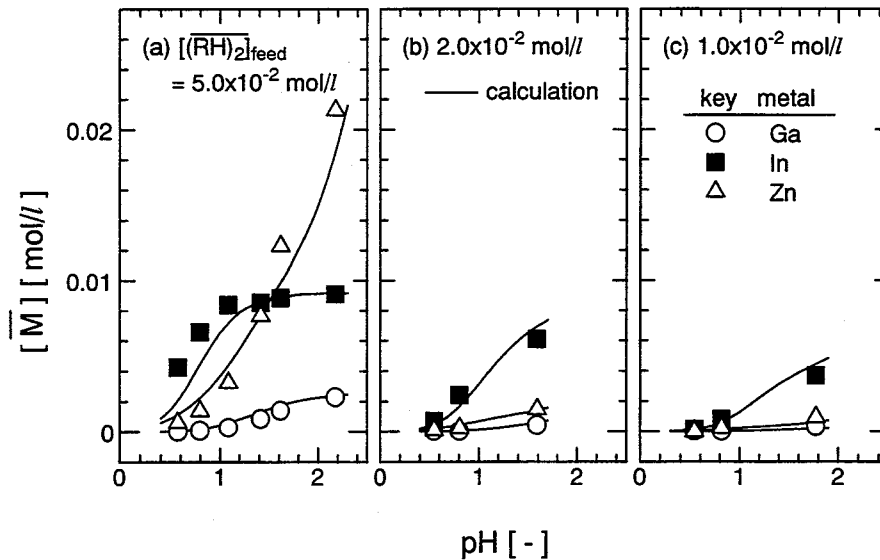 (a) [(R̅H̅)₂]feed
= 5.0x10⁻² mol/l
(b) 2.0x10⁻² mol/l
calculation
(c) 1.0x10⁻² mol/l
key metal
Ga
In
Zn
[M̅] [mol/l]
0.02
0.01
0
0 1 2
0 1 2
0 1 2
pH [ - ]